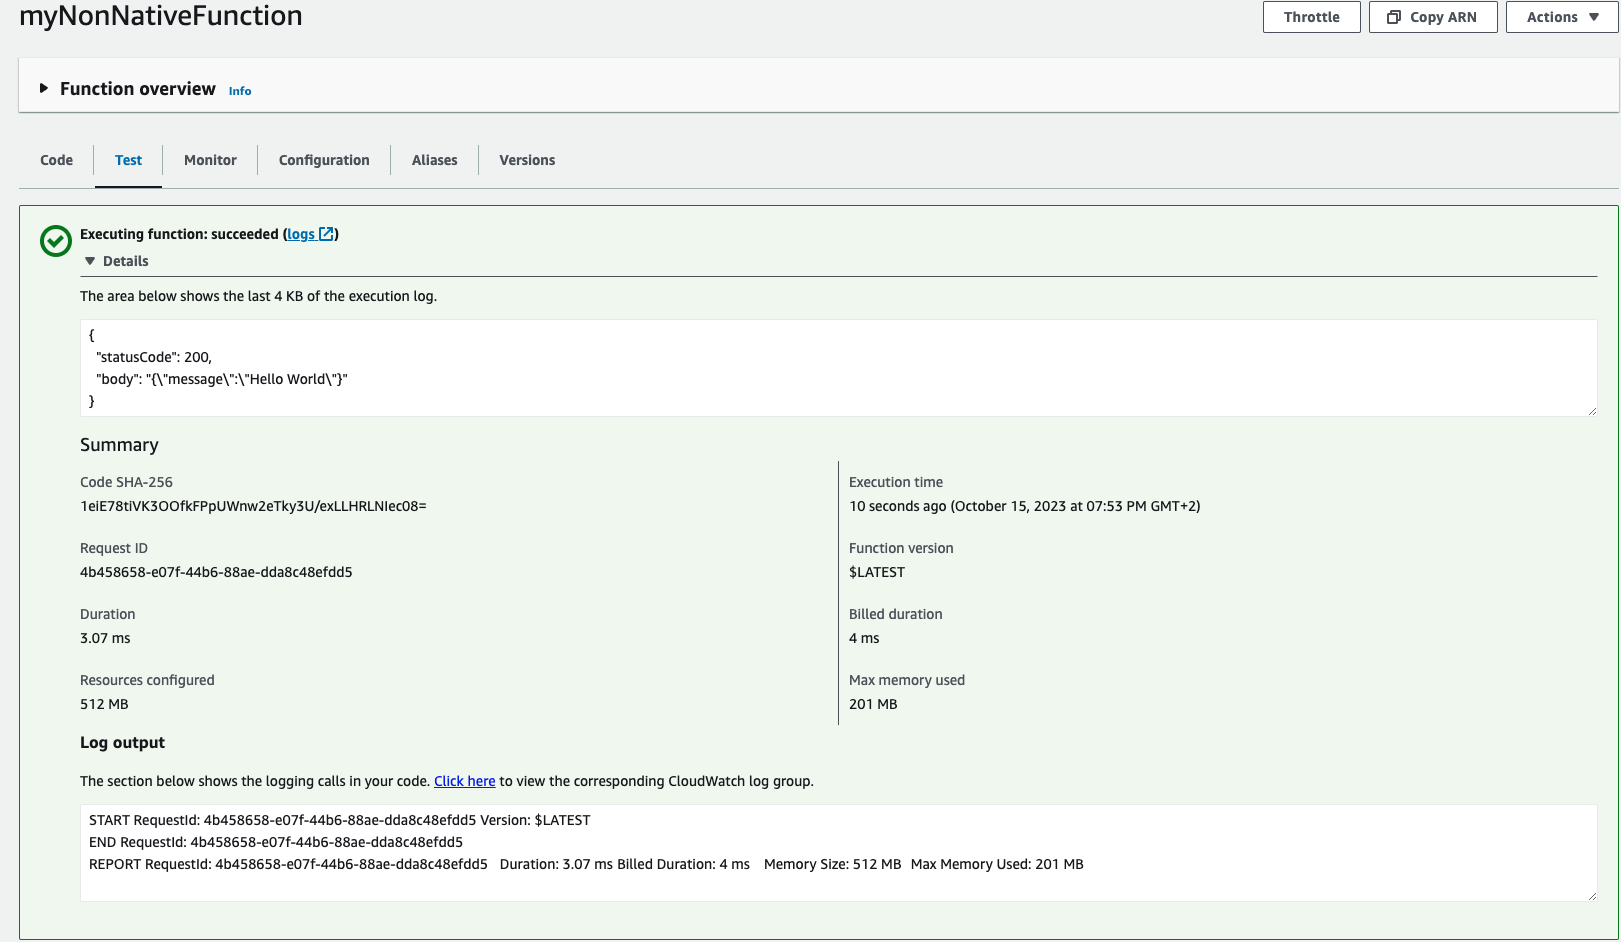 myNonNativeFunction
Throttle
Copy ARN
Actions
Function overview Info
Code Test Monitor Configuration Aliases Versions
Executing function: succeeded (logs)
Details
The area below shows the last 4 KB of the execution log.
{
"statusCode": 200,
"body": "{\"message\":\"Hello World\"}"
}
Summary
Code SHA-256
1eiE78tiVK3OOfkFPpUWnw2eTky3U/exLLHRLNIec08=
Execution time
10 seconds ago (October 15, 2023 at 07:53 PM GMT+2)
Request ID
4b458658-e07f-44b6-88ae-dda8c48efdd5
Function version
$LATEST
Duration
3.07 ms
Billed duration
4 ms
Resources configured
512 MB
Max memory used
201 MB
Log output
The section below shows the logging calls in your code. Click here to view the corresponding CloudWatch log group.
START RequestId: 4b458658-e07f-44b6-88ae-dda8c48efdd5 Version: $LATEST
END RequestId: 4b458658-e07f-44b6-88ae-dda8c48efdd5
REPORT RequestId: 4b458658-e07f-44b6-88ae-dda8c48efdd5 Duration: 3.07 ms Billed Duration: 4 ms Memory Size: 512 MB Max Memory Used: 201 MB